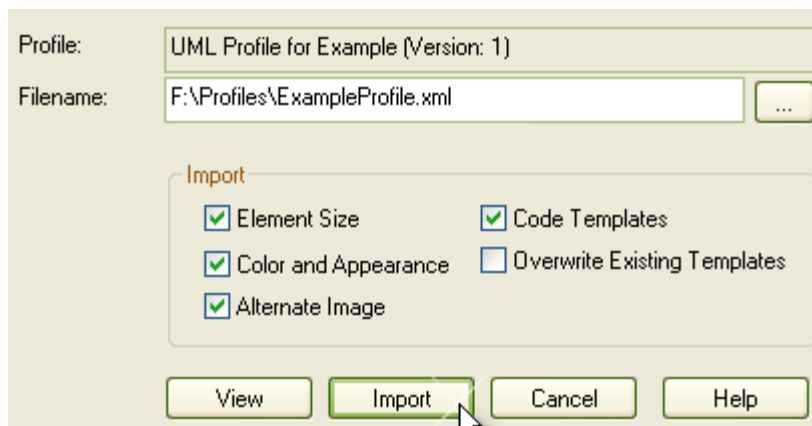 Profile: UML Profile for Example (Version: 1)
Filename: F:\Profiles\ExampleProfile.xml ...
Import
Element Size Code Templates
Color and Appearance Overwrite Existing Templates
Alternate Image
View Import Cancel Help